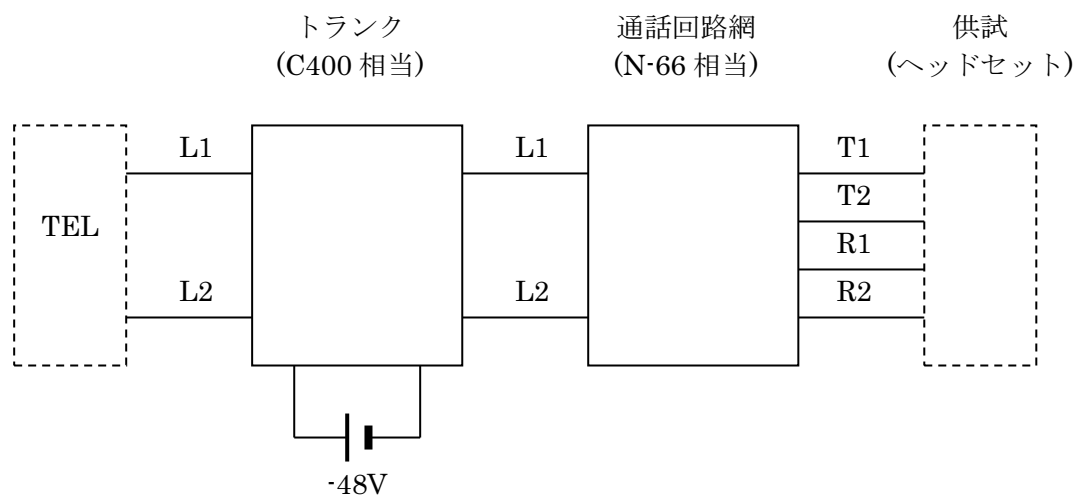 トランク
(C400 相当)
通話回路網
(N-66 相当)
供試
(ヘッドセット)
TEL
L1
L2
L1
L2
T1
T2
R1
R2
-48V